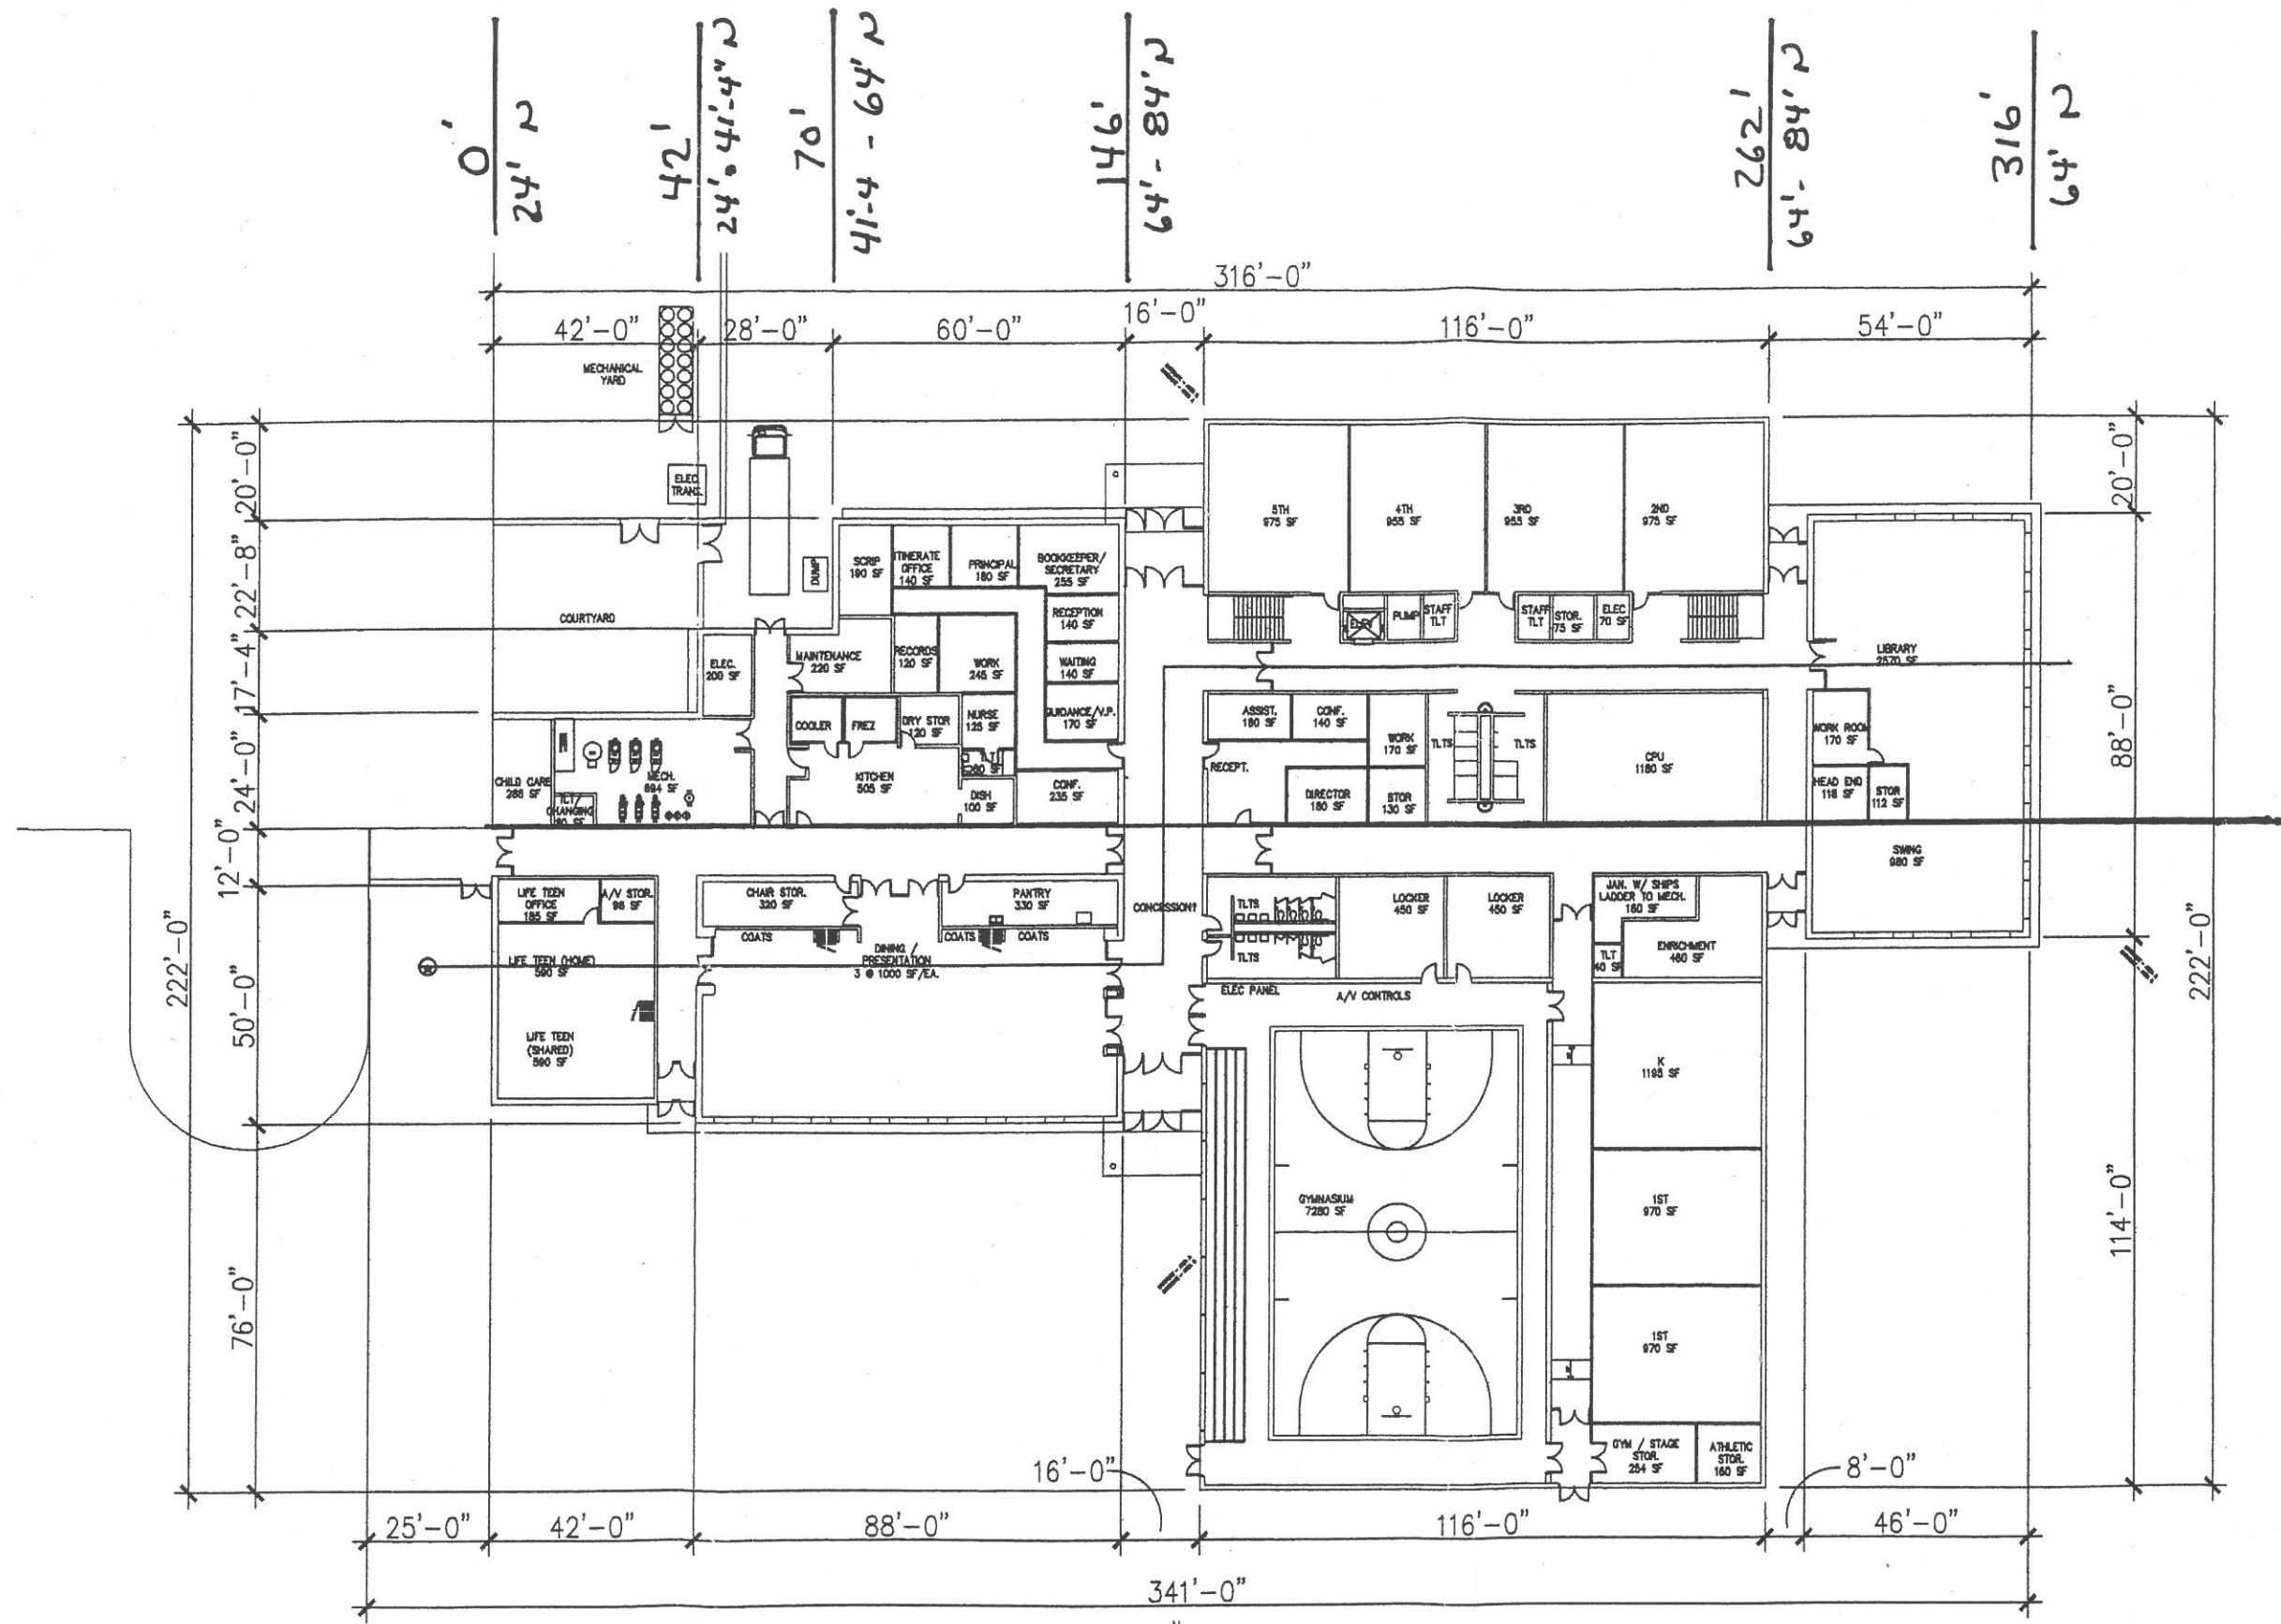 0'
24' N
42'
24' - 41'-4" N
70'
41'-4 - 64' N
146'
64' - 84' N
262'
64' - 84' N
316'
64' N
316'-0"
42'-0"
28'-0"
60'-0"
16'-0"
116'-0"
54'-0"
MECHANICAL
YARD
ELEC
TRANS.
20'-0"
22'-8"
17'-4"
24'-0"
12'-0"
50'-0"
76'-0"
222'-0"
20'-0"
88'-0"
114'-0"
222'-0"
5TH
975 SF
4TH
955 SF
3RD
955 SF
2ND
975 SF
DUMP
SCRIP
190 SF
ITINERATE
OFFICE
140 SF
PRINCIPAL
180 SF
BOOKKEEPER/
SECRETARY
255 SF
COURTYARD
RECEPTION
140 SF
ELEV
PUMP
STAFF
TLT
STAFF
TLT
STOR.
75 SF
ELEC
70 SF
ELEC.
200 SF
MAINTENANCE
220 SF
RECORDS
120 SF
WORK
245 SF
WAITING
140 SF
LIBRARY
2570 SF
COOLER
FREZ
DRY STOR
120 SF
NURSE
125 SF
GUIDANCE/V.P.
170 SF
ASSIST.
180 SF
CONF.
140 SF
WORK
170 SF
TLTS
TLTS
CPU
1180 SF
WORK ROOM
170 SF
RECEPT.
CHILD CARE
288 SF
MECH.
694 SF
TLT/
CHANGING
KITCHEN
505 SF
DISH
100 SF
CONF.
235 SF
DIRECTOR
180 SF
STOR
130 SF
HEAD END
118 SF
STOR
112 SF
SWING
980 SF
LIFE TEEN
OFFICE
185 SF
A/V STOR.
98 SF
CHAIR STOR.
320 SF
PANTRY
330 SF
CONCESSION?
TLTS
TLTS
LOCKER
450 SF
LOCKER
450 SF
JAN. W/ SHIPS
LADDER TO MECH.
160 SF
COATS
COATS
COATS
DINING /
PRESENTATION
3 @ 1000 SF/EA.
LIFE TEEN (HOME)
590 SF
ENRICHMENT
460 SF
TLT
40 SF
ELEC PANEL
A/V CONTROLS
LIFE TEEN
(SHARED)
590 SF
K
1195 SF
GYMNASIUM
7280 SF
1ST
970 SF
1ST
970 SF
GYM / STAGE
STOR.
254 SF
ATHLETIC
STOR.
160 SF
16'-0"
8'-0"
25'-0"
42'-0"
88'-0"
116'-0"
46'-0"
341'-0"